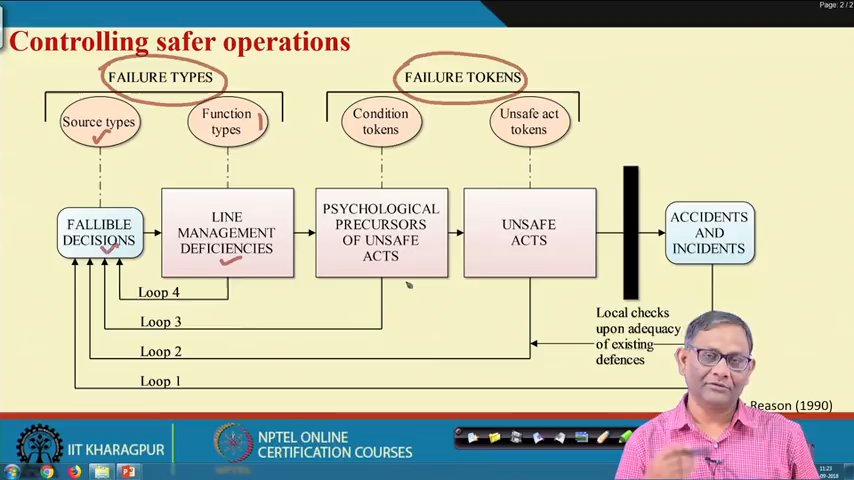 Page: 2 / 2
Controlling safer operations
FAILURE TYPES
FAILURE TOKENS
Source types
Function
types
Condition
tokens
Unsafe act
tokens
FALLIBLE
DECISIONS
LINE
MANAGEMENT
DEFICIENCIES
PSYCHOLOGICAL
PRECURSORS
OF UNSAFE
ACTS
UNSAFE
ACTS
ACCIDENTS
AND
INCIDENTS
Loop 4
Loop 3
Loop 2
Loop 1
Local checks
upon adequacy
of existing
defences
Reason (1990)
IIT KHARAGPUR
NPTEL ONLINE
CERTIFICATION COURSES
11:23